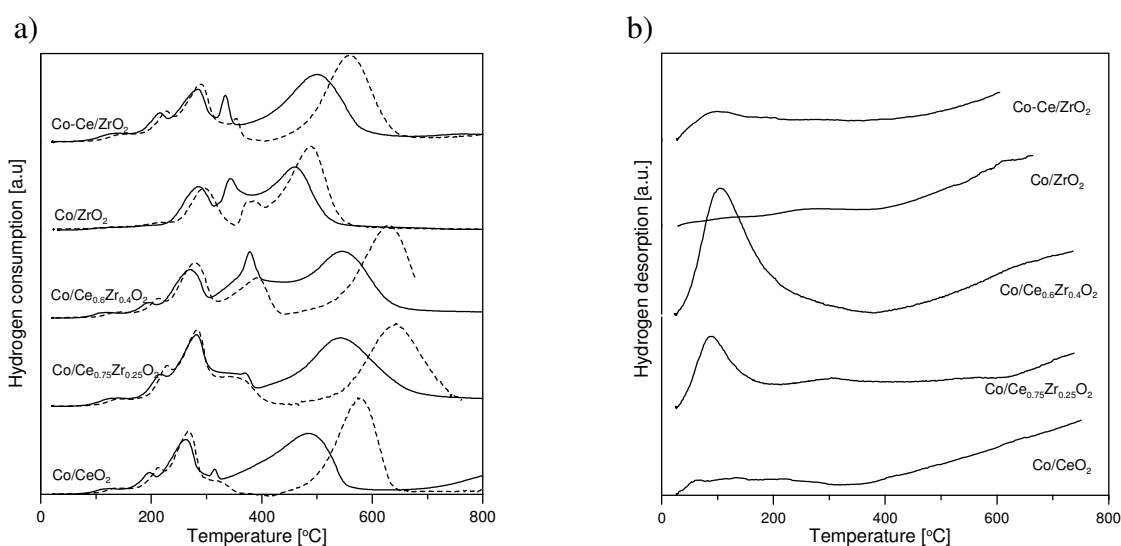 a)
Hydrogen consumption [a.u]
Co-Ce/ZrO₂
Co/ZrO₂
Co/Ce₀.₆Zr₀.₄O₂
Co/Ce₀.₇₅Zr₀.₂₅O₂
Co/CeO₂
0 200 400 600 800
Temperature [°C]
b)
Hydrogen desorption [a.u.]
Co-Ce/ZrO₂
Co/ZrO₂
Co/Ce₀.₆Zr₀.₄O₂
Co/Ce₀.₇₅Zr₀.₂₅O₂
Co/CeO₂
0 200 400 600 800
Temperature [°C]